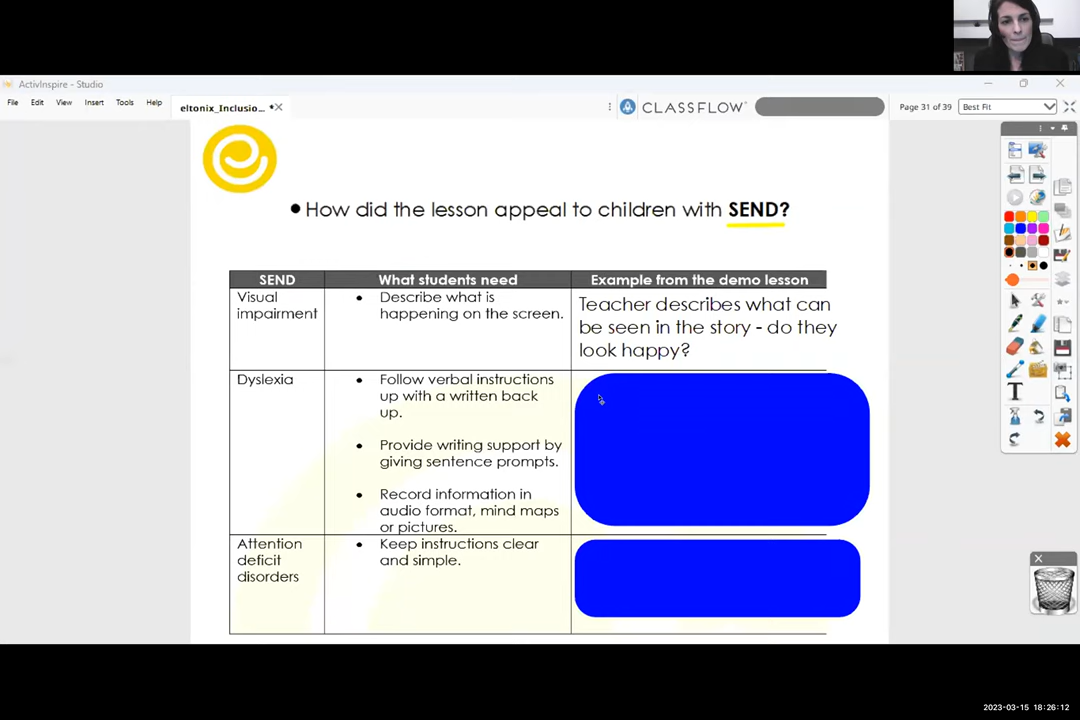 ActivInspire - Studio
File Edit View Insert Tools Help
eltonix_Inclusio... *
CLASSFLOW
Page 31 of 39
Best Fit
How did the lesson appeal to children with SEND?
SEND
What students need
Example from the demo lesson
Visual
impairment
Describe what is
happening on the screen.
Teacher describes what can
be seen in the story - do they
look happy?
Dyslexia
Follow verbal instructions
up with a written back
up.
Provide writing support by
giving sentence prompts.
Record information in
audio format, mind maps
or pictures.
Attention
deficit
disorders
Keep instructions clear
and simple.
2023-03-15 18:26:12